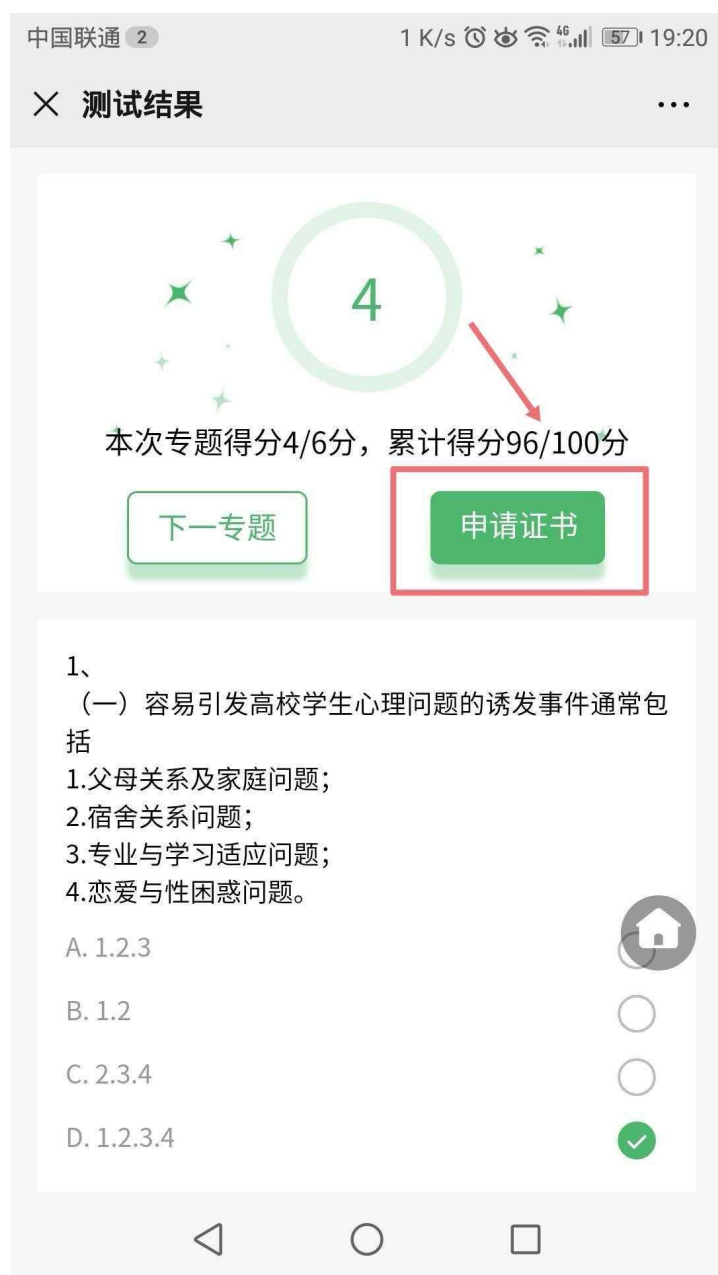 中国联通 2 1 K/s 4G 57 19:20
测试结果
4
本次专题得分4/6分，累计得分96/100分
下一专题 申请证书
1、
（一）容易引发高校学生心理问题的诱发事件通常包
括
1.父母关系及家庭问题；
2.宿舍关系问题；
3.专业与学习适应问题；
4.恋爱与性困惑问题。
A. 1.2.3
B. 1.2
C. 2.3.4
D. 1.2.3.4